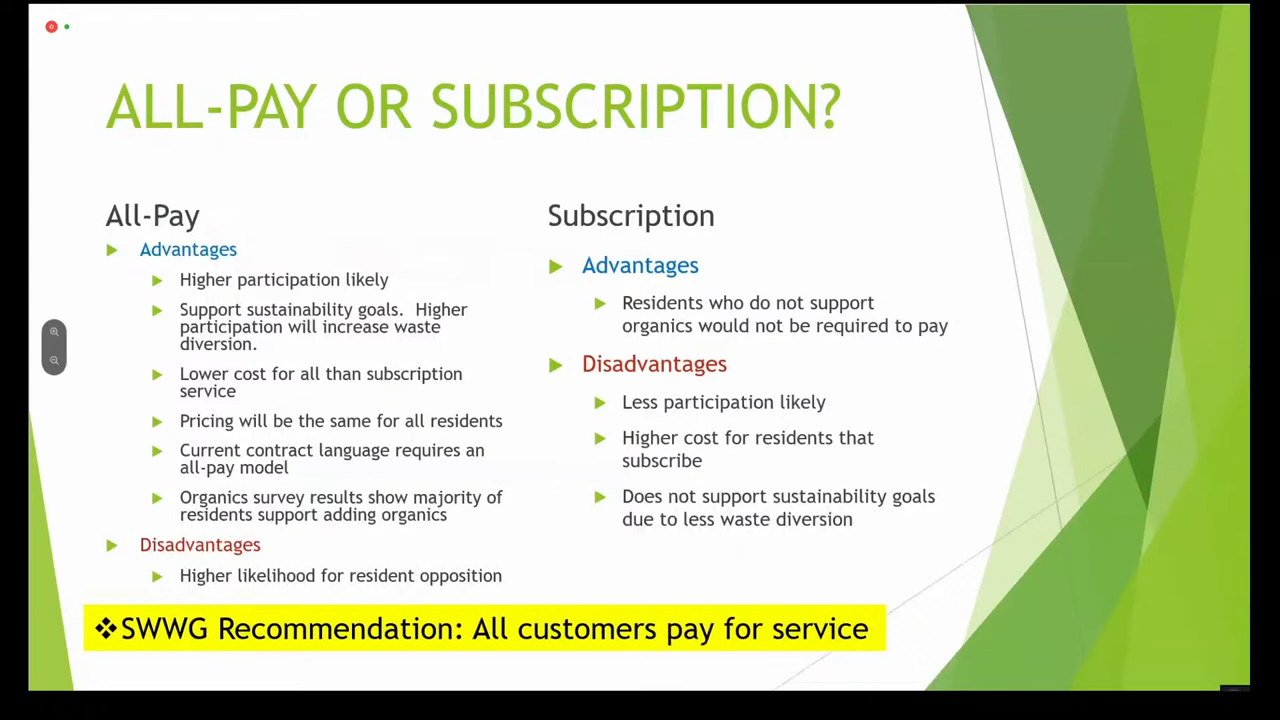 ALL-PAY OR SUBSCRIPTION?
All-Pay
Advantages
Higher participation likely
Support sustainability goals.  Higher
participation will increase waste
diversion.
Lower cost for all than subscription
service
Pricing will be the same for all residents
Current contract language requires an
all-pay model
Organics survey results show majority of
residents support adding organics
Disadvantages
Higher likelihood for resident opposition
Subscription
Advantages
Residents who do not support
organics would not be required to pay
Disadvantages
Less participation likely
Higher cost for residents that
subscribe
Does not support sustainability goals
due to less waste diversion
❖SWWG Recommendation: All customers pay for service